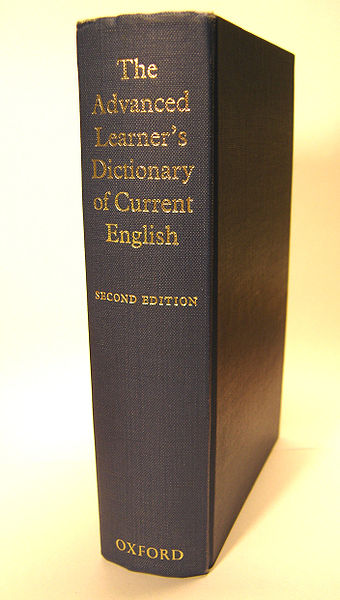 The
Advanced
Learner's
Dictionary
of Current
English
SECOND EDITION
OXFORD